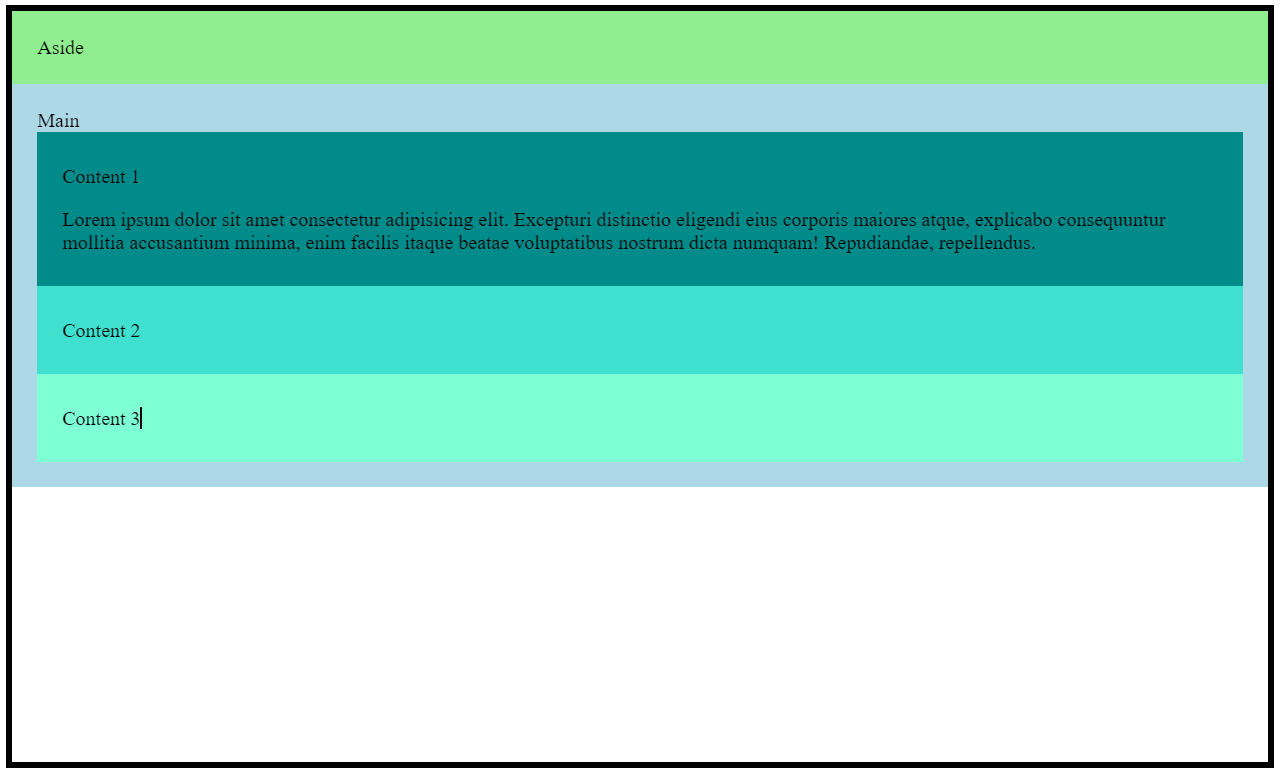 Aside
Main
Content 1
Lorem ipsum dolor sit amet consectetur adipisicing elit. Excepturi distinctio eligendi eius corporis maiores atque, explicabo consequuntur
mollitia accusantium minima, enim facilis itaque beatae voluptatibus nostrum dicta numquam! Repudiandae, repellendus.
Content 2
Content 3